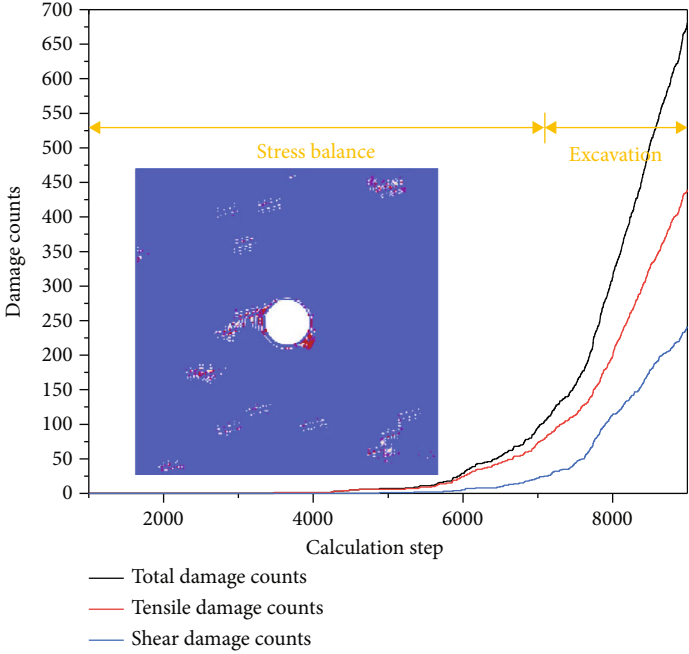 700
650
600
550
500
450
400
350
300
250
200
150
100
50
0
Damage counts
Stress balance
Excavation
2000
4000
6000
8000
Calculation step
Total damage counts
Tensile damage counts
Shear damage counts